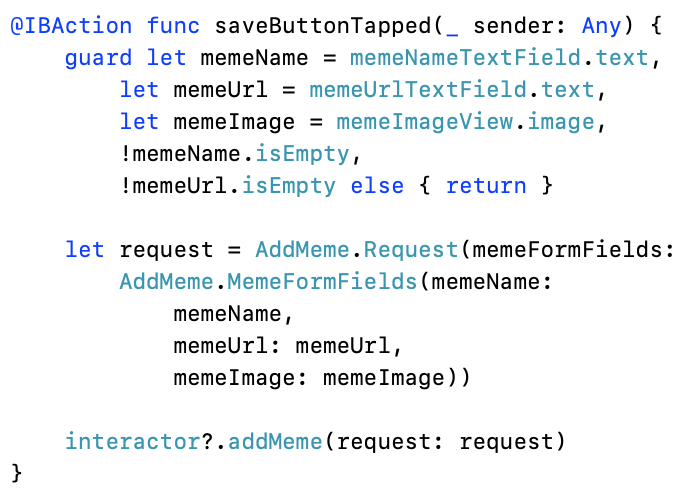 @IBAction func saveButtonTapped(_ sender: Any) {
    guard let memeName = memeNameTextField.text,
        let memeUrl = memeUrlTextField.text,
        let memeImage = memeImageView.image,
        !memeName.isEmpty,
        !memeUrl.isEmpty else { return }

    let request = AddMeme.Request(memeFormFields:
        AddMeme.MemeFormFields(memeName:
            memeName,
            memeUrl: memeUrl,
            memeImage: memeImage))

    interactor?.addMeme(request: request)
}